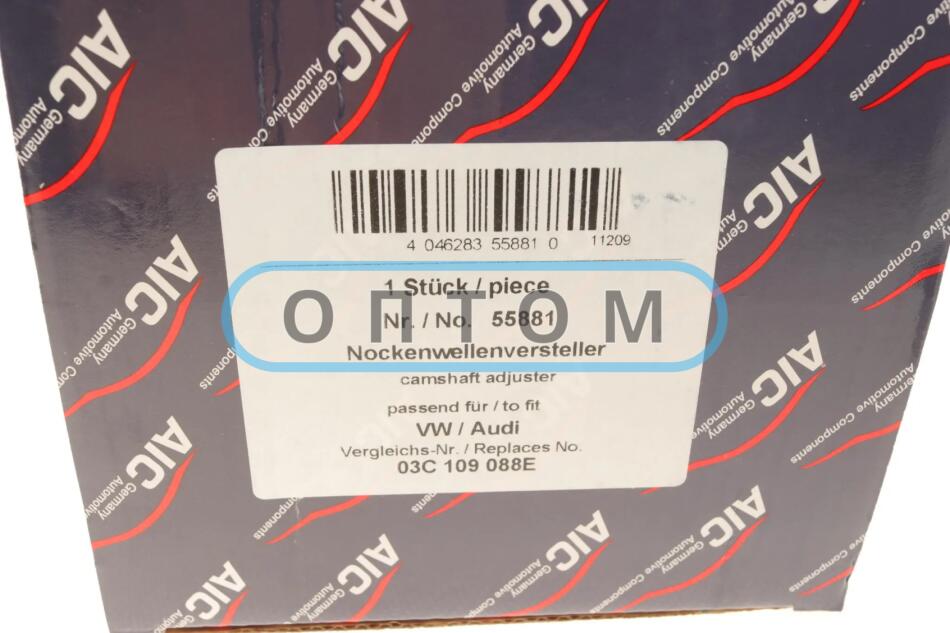 AIC Germany
Automotive Components
4 046283 55881 0 11209
1 Stück / piece
Nr. / No. 55881
ОПТОМ
Nockenwellenversteller
camshaft adjuster
passend für / to fit
VW / Audi
Vergleichs-Nr. / Replaces No.
03C 109 088E